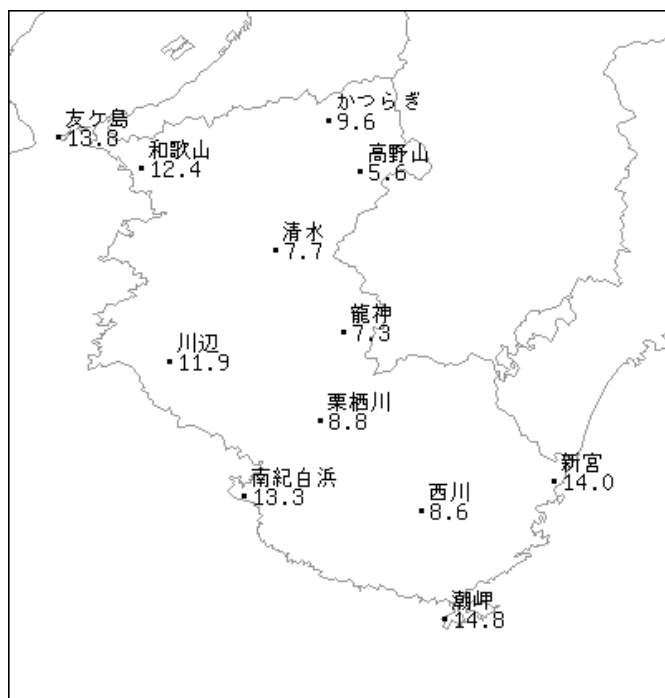 かつらぎ
9.6
友ケ島
13.8
和歌山
12.4
高野山
5.6
清水
7.7
龍神
7.3
川辺
11.9
栗栖川
8.8
新宮
14.0
南紀白浜
13.3
西川
8.6
潮岬
14.8